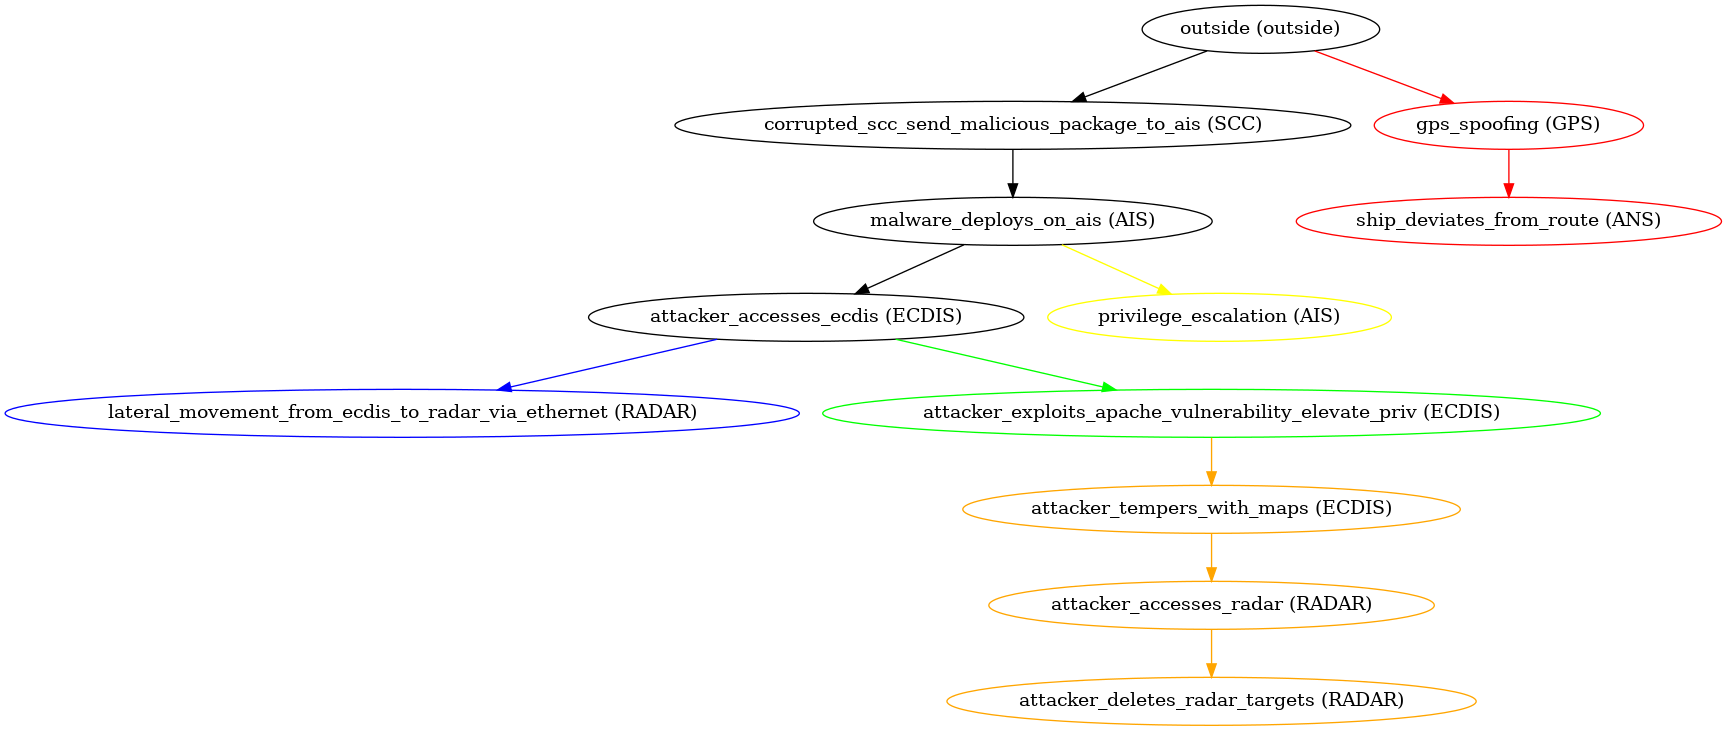 outside (outside)
corrupted_scc_send_malicious_package_to_ais (SCC)
gps_spoofing (GPS)
malware_deploys_on_ais (AIS)
ship_deviates_from_route (ANS)
attacker_accesses_ecdis (ECDIS)
privilege_escalation (AIS)
lateral_movement_from_ecdis_to_radar_via_ethernet (RADAR)
attacker_exploits_apache_vulnerability_elevate_priv (ECDIS)
attacker_tempers_with_maps (ECDIS)
attacker_accesses_radar (RADAR)
attacker_deletes_radar_targets (RADAR)